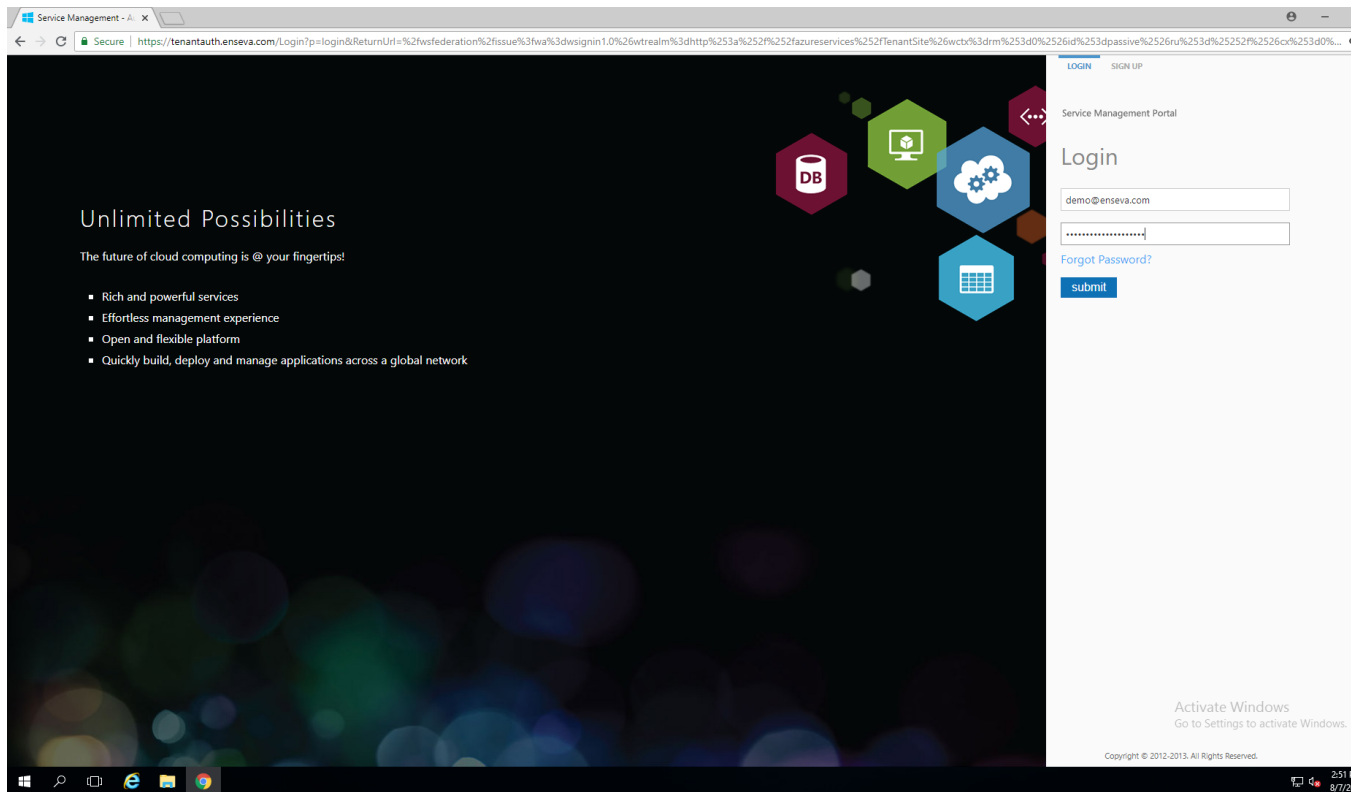 Service Management - Au
Secure | https://tenantauth.enseva.com/Login?p=login&ReturnUrl=%2fwsfederation%2fissue%3fwa%3dwsignin1.0%26wtrealm%3dhttp%253a%252f%252fazureservices%252fTenantSite%26wctx%3drm%253d0%2526id%253dpassive%2526ru%253d%25252f%2526cx%253d0%...
LOGIN SIGN UP
Service Management Portal
Login
demo@enseva.com
••••••••••••••••••••
Forgot Password?
submit
DB
Unlimited Possibilities
The future of cloud computing is @ your fingertips!
▪ Rich and powerful services
▪ Effortless management experience
▪ Open and flexible platform
▪ Quickly build, deploy and manage applications across a global network
Activate Windows
Go to Settings to activate Windows.
Copyright © 2012-2013. All Rights Reserved.
2:51
8/7/2